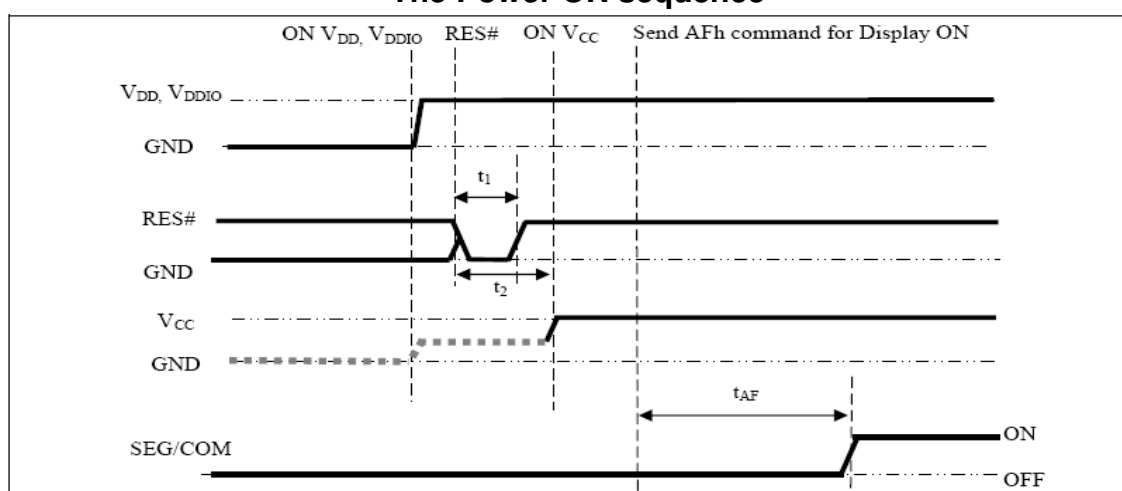 The Power ON sequence
ON VDD, VDDIO RES# ON VCC Send AFh command for Display ON
VDD, VDDIO
GND
t1
RES#
GND
t2
VCC
GND
tAF
SEG/COM
ON
OFF